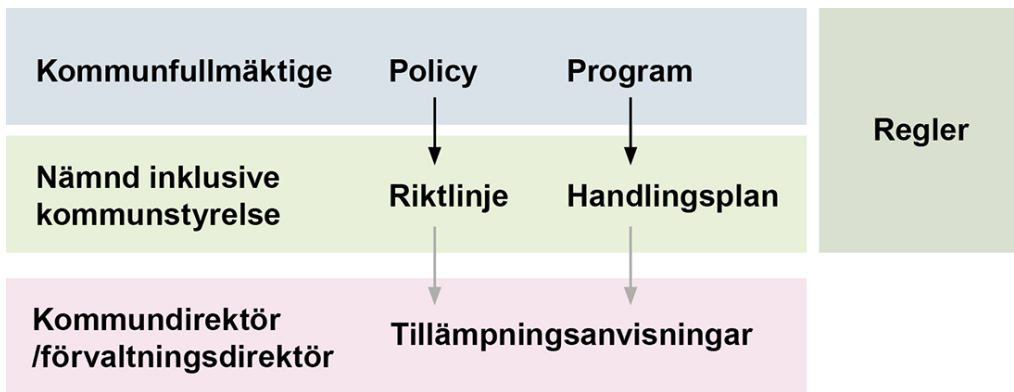 Kommunfullmäktige Policy Program
Regler
Nämnd inklusive
kommunstyrelse
Riktlinje Handlingsplan
Kommundirektör
/förvaltningsdirektör
Tillämpningsanvisningar